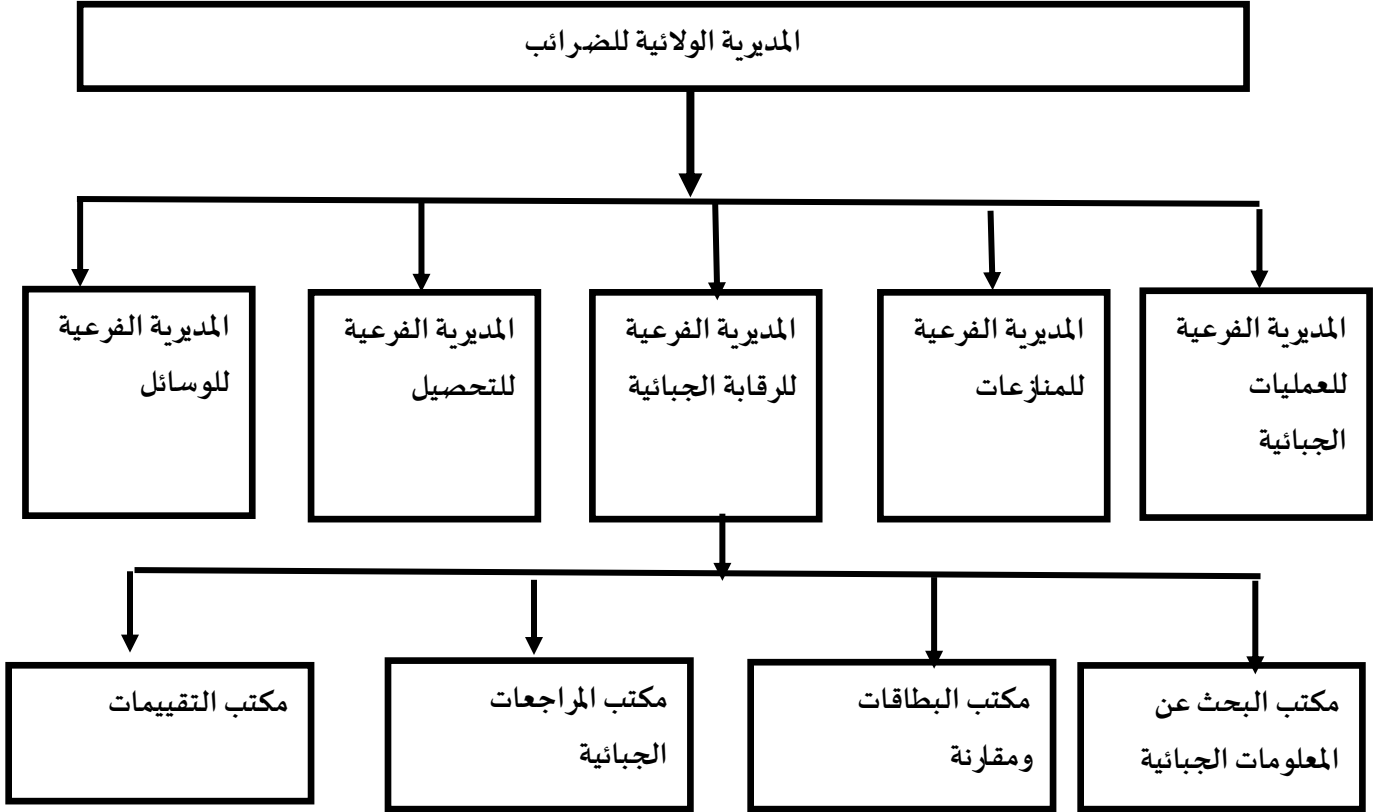 المديرية الولائية للضرائب
المديرية الفرعية
للعمليات
الجبائية
المديرية الفرعية
للمنازعات
المديرية الفرعية
للرقابة الجبائية
المديرية الفرعية
للتحصيل
المديرية الفرعية
للوسائل
مكتب البحث عن
المعلومات الجبائية
مكتب البطاقات
ومقارنة
مكتب المراجعات
الجبائية
مكتب التقييمات